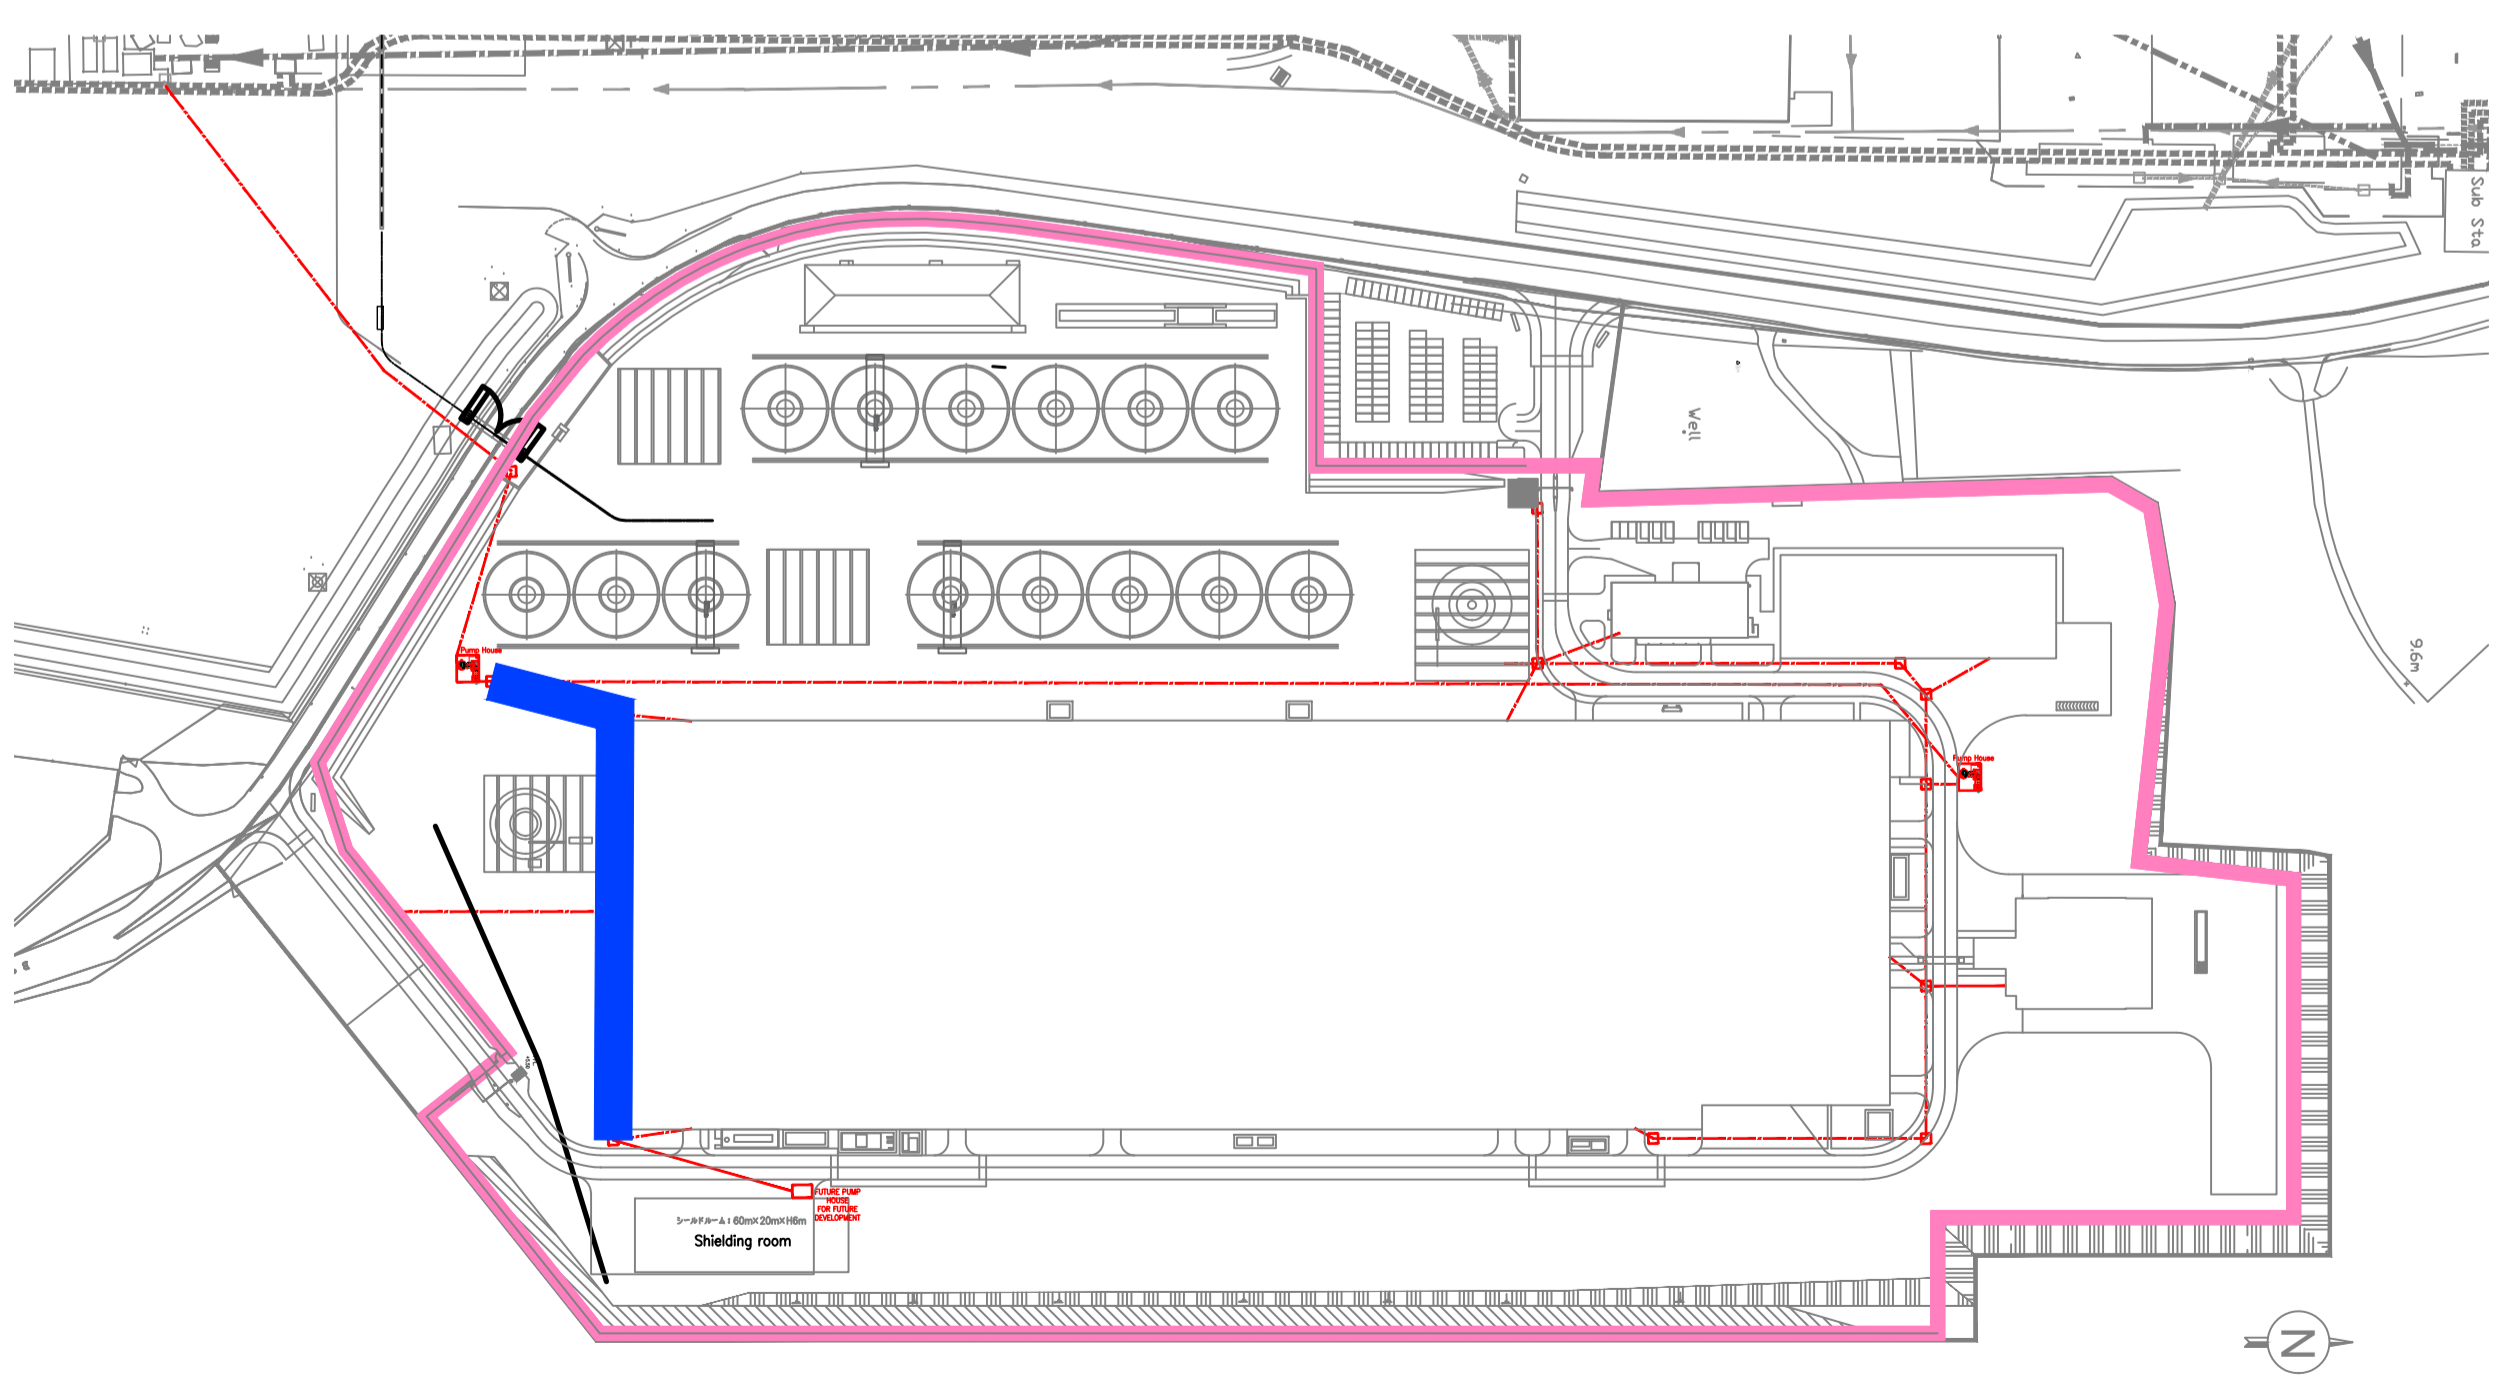 Sub Sta
Well
9.6m
Pump House
Pump House
FUTURE PUMP
HOUSE
FOR FUTURE
DEVELOPMENT
シールドルーム：60m×20m×H6m
Shielding room
N